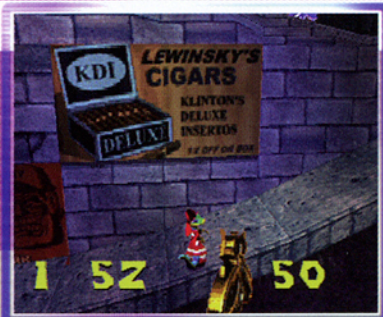 LEWINSKY'S
CIGARS
KDI
KLINTON'S
DELUXE
INSERTOS
DELUXE
1 52 50